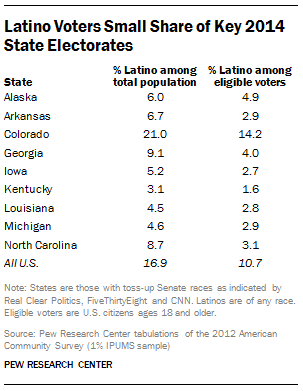 Latino Voters Small Share of Key 2014
State Electorates
% Latino among % Latino among
State total population eligible voters
Alaska 6.0 4.9
Arkansas 6.7 2.9
Colorado 21.0 14.2
Georgia 9.1 4.0
Iowa 5.2 2.7
Kentucky 3.1 1.6
Louisiana 4.5 2.8
Michigan 4.6 2.9
North Carolina 8.7 3.1
All U.S. 16.9 10.7
Note: States are those with toss-up Senate races as indicated by
Real Clear Politics, FiveThirtyEight and CNN. Latinos are of any race.
Eligible voters are U.S. citizens ages 18 and older.
Source: Pew Research Center tabulations of the 2012 American
Community Survey (1% IPUMS sample)
PEW RESEARCH CENTER